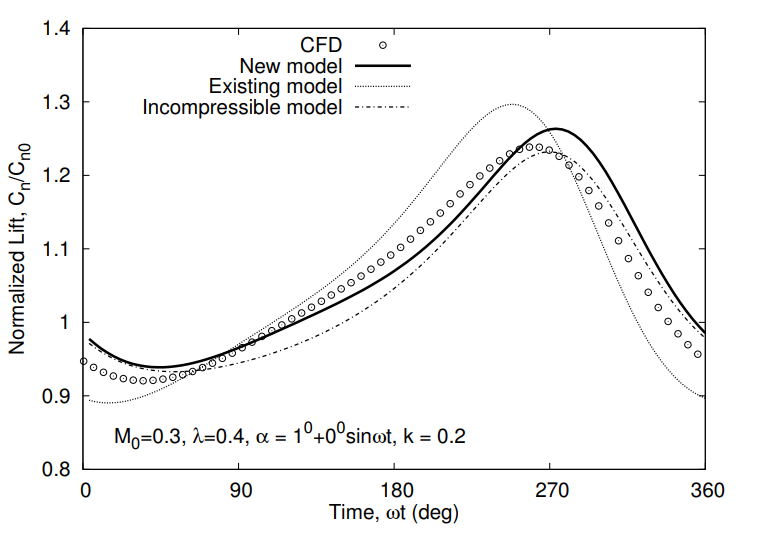 1.4
1.3
1.2
1.1
1
0.9
0.8
Normalized Lift, Cn/Cn0
CFD
New model
Existing model
Incompressible model
M0=0.3, λ=0.4, α = 1⁰+0⁰sinωt, k = 0.2
0 90 180 270 360
Time, ωt (deg)